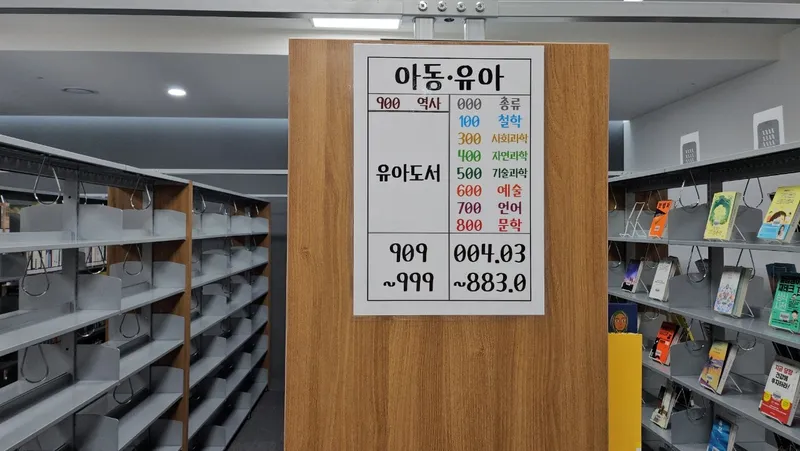 아동·유아
900 역사
유아도서
909
~999
000 총류
100 철학
300 사회과학
400 자연과학
500 기술과학
600 예술
700 언어
800 문학
004.03
~883.0